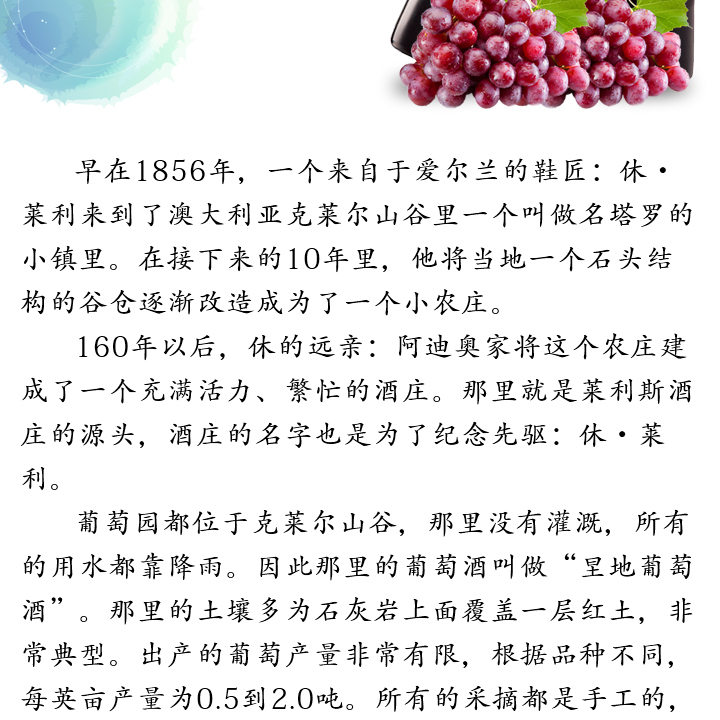 早在1856年，一个来自于爱尔兰的鞋匠：休·
莱利来到了澳大利亚克莱尔山谷里一个叫做名塔罗的
小镇里。在接下来的10年里，他将当地一个石头结
构的谷仓逐渐改造成为了一个小农庄。
160年以后，休的远亲：阿迪奥家将这个农庄建
成了一个充满活力、繁忙的酒庄。那里就是莱利斯酒
庄的源头，酒庄的名字也是为了纪念先驱：休·莱
利。
葡萄园都位于克莱尔山谷，那里没有灌溉，所有
的用水都靠降雨。因此那里的葡萄酒叫做“垩地葡萄
酒”。那里的土壤多为石灰岩上面覆盖一层红土，非
常典型。出产的葡萄产量非常有限，根据品种不同，
每英亩产量为0.5到2.0吨。所有的采摘都是手工的，